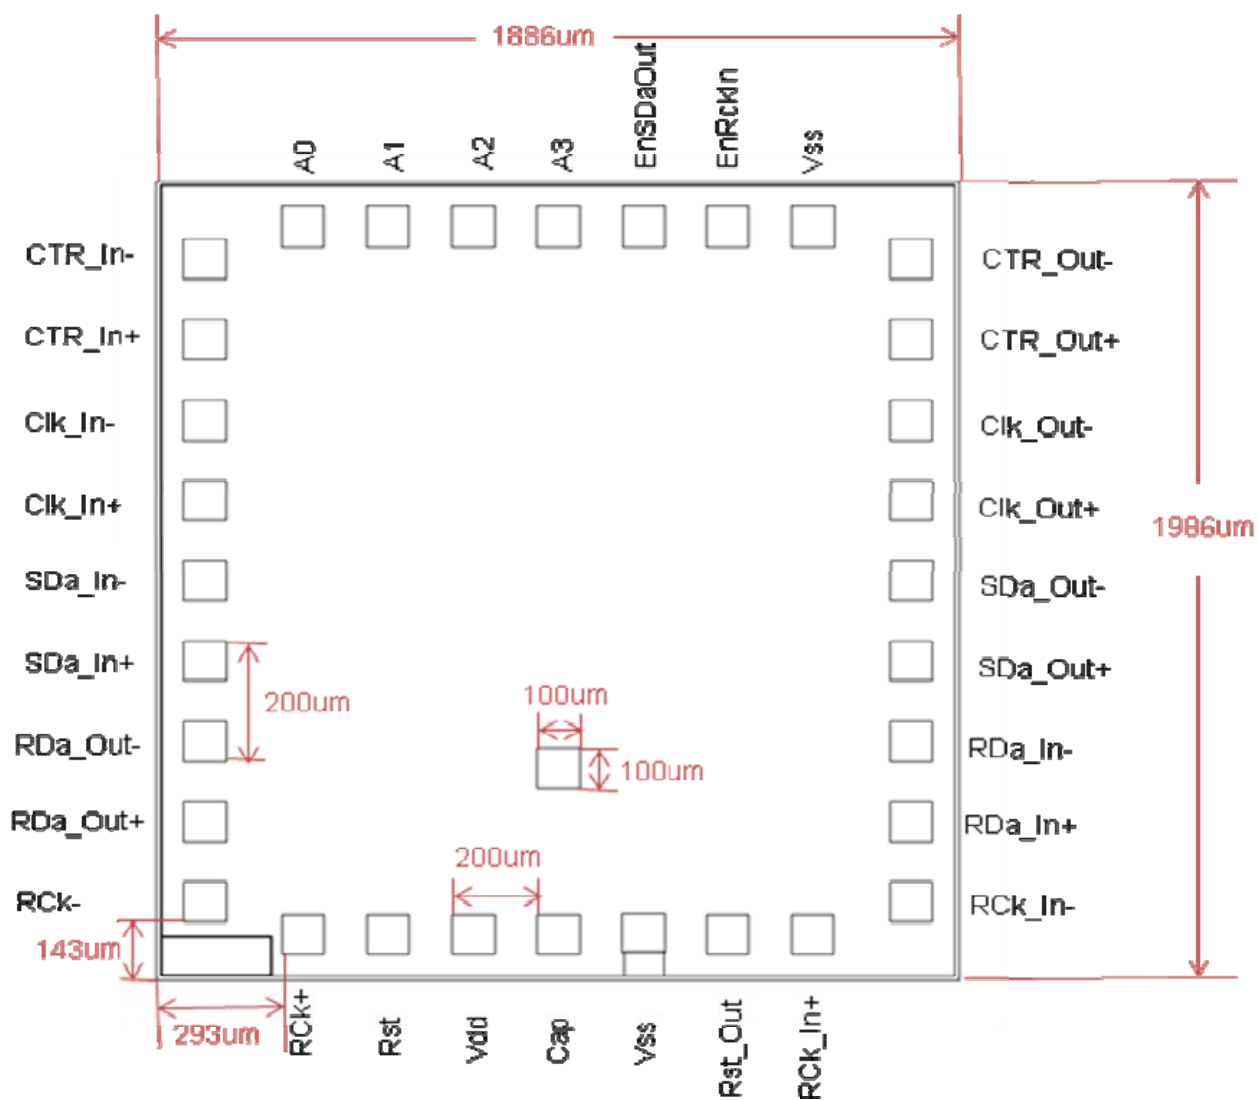 1886um
A0
A1
A2
A3
EnSDaOut
EnRckIn
Vss
CTR_In-
CTR_Out-
CTR_In+
CTR_Out+
Clk_In-
Clk_Out-
Clk_In+
Clk_Out+
1986um
SDa_In-
SDa_Out-
SDa_In+
SDa_Out+
200um
100um
RDa_Out-
RDa_In-
100um
RDa_Out+
RDa_In+
200um
RCk-
RCk_In-
143um
293um
RCk+
Rst
Vdd
Cap
Vss
Rst_Out
RCk_In+